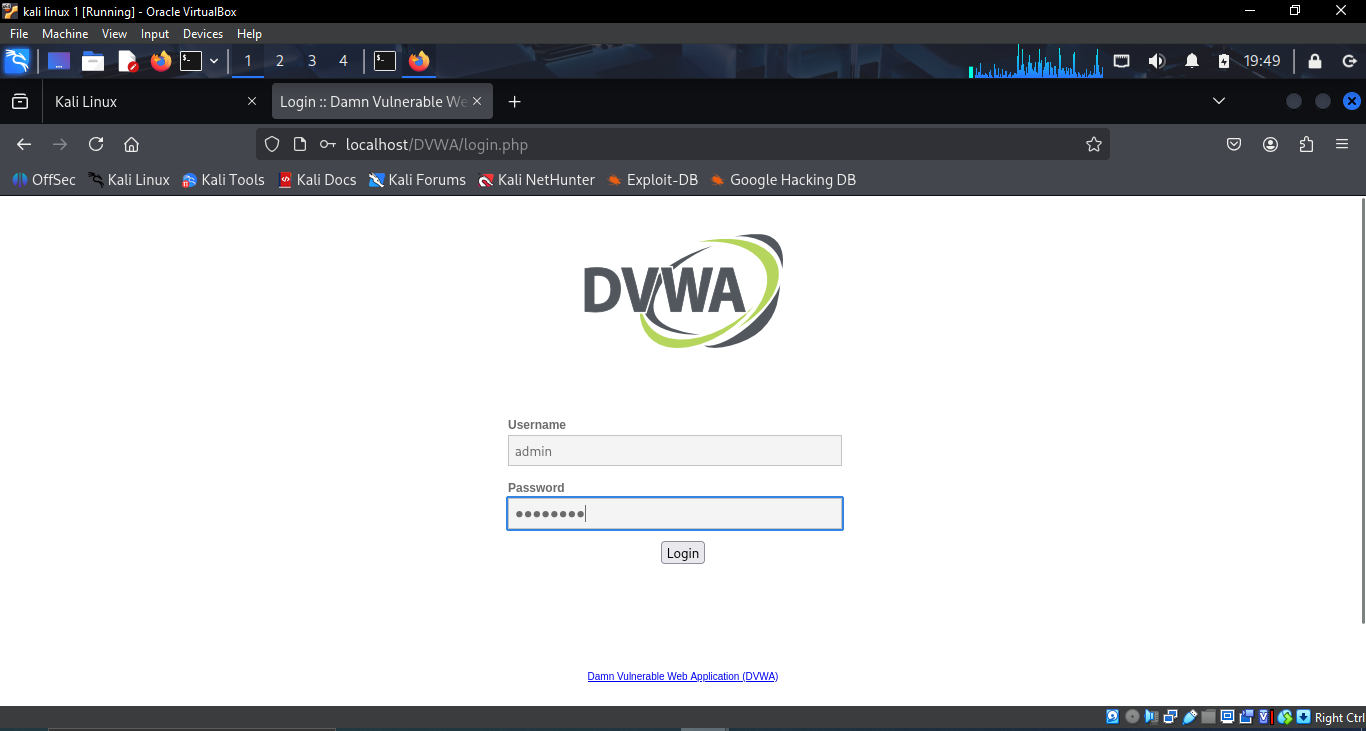 kali linux 1 [Running] - Oracle VirtualBox
File Machine View Input Devices Help
1 2 3 4 19:49
Kali Linux Login :: Damn Vulnerable We
localhost/DVWA/login.php
OffSec Kali Linux Kali Tools Kali Docs Kali Forums Kali NetHunter Exploit-DB Google Hacking DB
DVWA
Username
admin
Password
Login
Damn Vulnerable Web Application (DVWA)
Right Ctrl